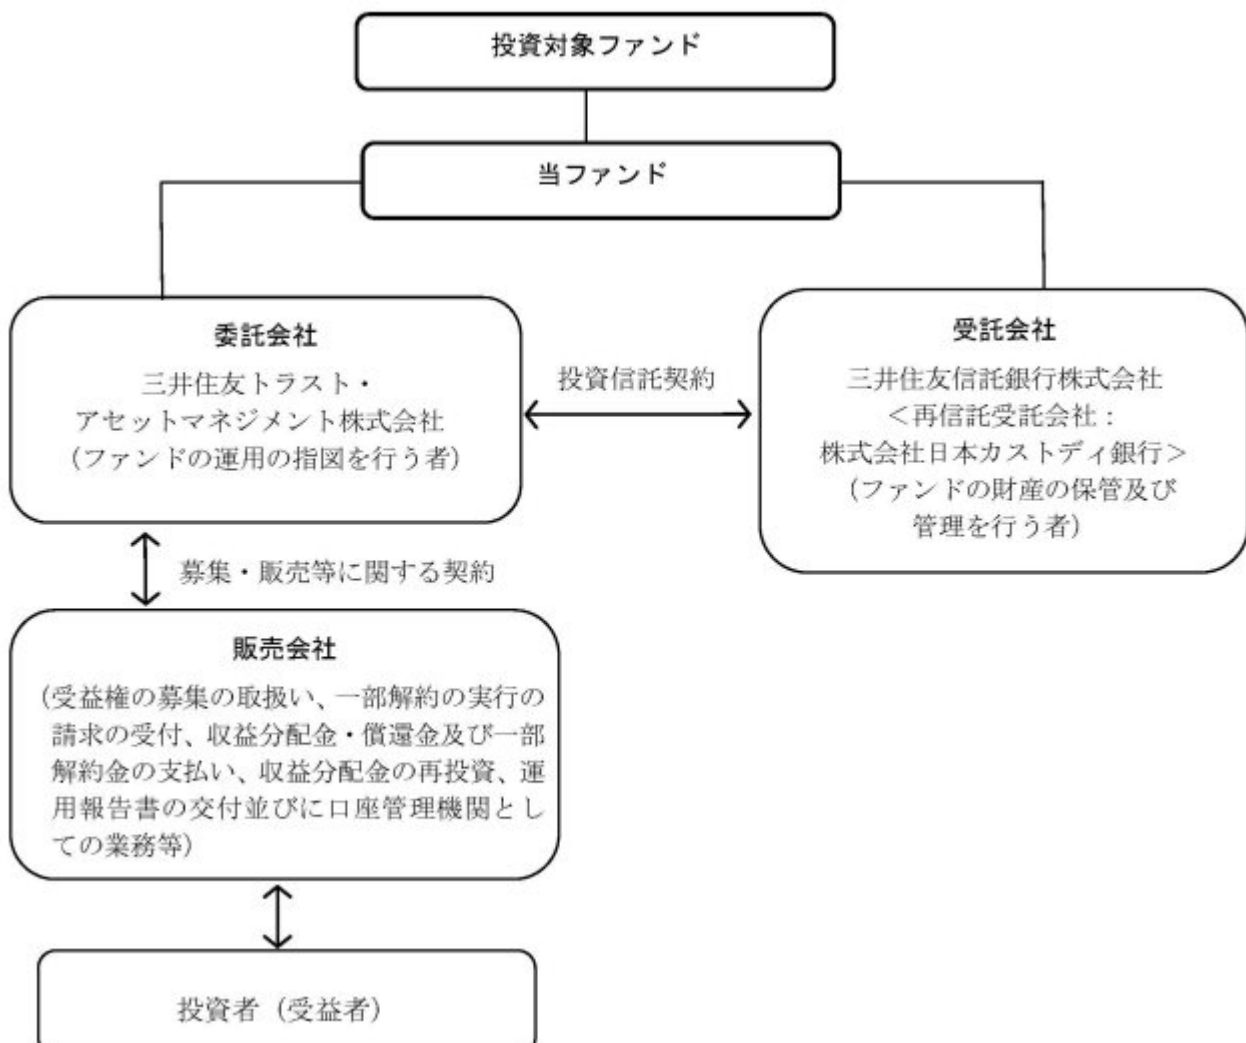 投資対象ファンド
当ファンド
委託会社
三井住友トラスト・
アセットマネジメント株式会社
（ファンドの運用の指図を行う者）
投資信託契約
受託会社
三井住友信託銀行株式会社
＜再信託受託会社：
株式会社日本カストディ銀行＞
（ファンドの財産の保管及び
管理を行う者）
募集・販売等に関する契約
販売会社
（受益権の募集の取扱い、一部解約の実行の
請求の受付、収益分配金・償還金及び一部
解約金の支払い、収益分配金の再投資、運
用報告書の交付並びに口座管理機関とし
ての業務等）
投資者（受益者）